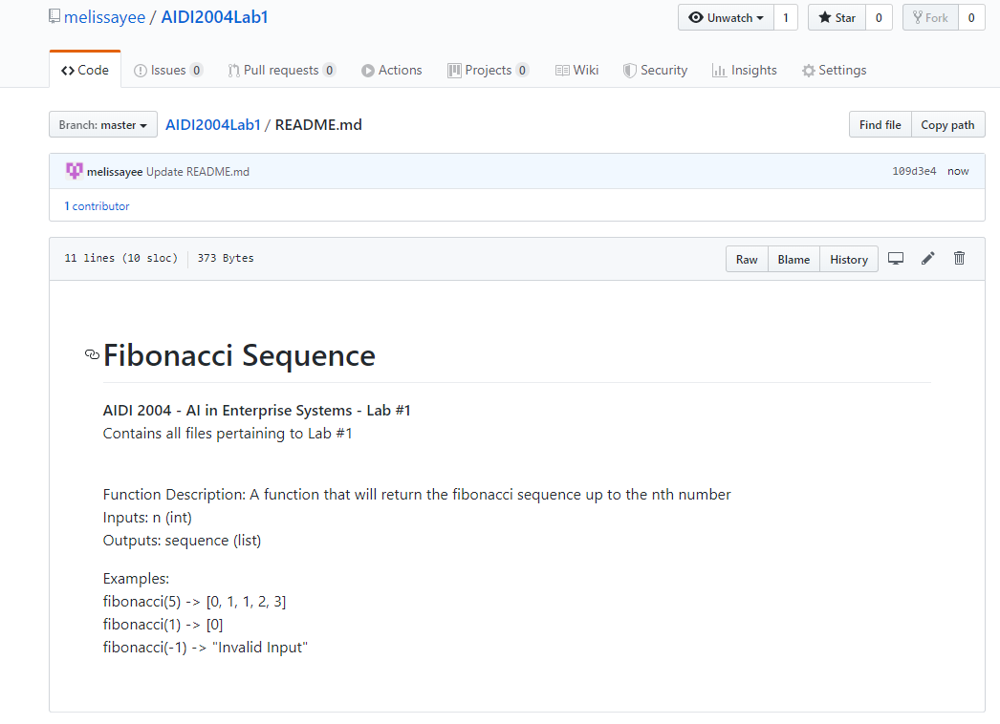 melissayee / AIDI2004Lab1
Unwatch 1 Star 0 Fork 0
Code Issues 0 Pull requests 0 Actions Projects 0 Wiki Security Insights Settings
Branch: master AIDI2004Lab1 / README.md Find file Copy path
melissayee Update README.md 109d3e4 now
1 contributor
11 lines (10 sloc) 373 Bytes Raw Blame History
Fibonacci Sequence
AIDI 2004 - AI in Enterprise Systems - Lab #1
Contains all files pertaining to Lab #1
Function Description: A function that will return the fibonacci sequence up to the nth number
Inputs: n (int)
Outputs: sequence (list)
Examples:
fibonacci(5) -> [0, 1, 1, 2, 3]
fibonacci(1) -> [0]
fibonacci(-1) -> "Invalid Input"